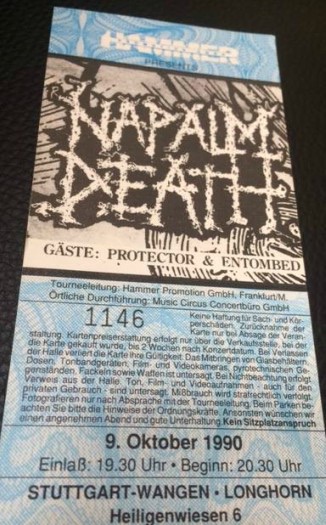 HAMMER
PRESENTS
NAPALM
DEATH
GÄSTE: PROTECTOR & ENTOMBED
Tourneeleitung: Hammer Promotion GmbH, Frankfurt/M.
Örtliche Durchführung: Music Circus Concertbüro GmbH
1146
Keine Haftung für Sach- und Kör-
perschäden. Zurücknahme der
Karte nur bei Absage der Veran-
staltung. Kartenpreiserstattung erfolgt nur über die Verkaufsstelle, bei der
die Karte gekauft wurde, bis 2 Wochen nach Konzertdatum. Bei Verlassen
der Halle verliert die Karte ihre Gültigkeit. Das Mitbringen von Glasbehältern,
Dosen, Tonbandgeräten, Film- und Videokameras, pyrotechnischen Ge-
genständen, Fackeln sowie Waffen ist untersagt. Bei Nichtbeachtung erfolgt
Verweis aus der Halle. Ton, Film- und Videoaufnahmen - auch für den
privaten Gebrauch - sind untersagt. Mißbrauch wird strafrechtlich verfolgt.
Fotografieren nur nach Absprache mit der Tourneeleitung. Beim Parken be-
achten Sie bitte die Hinweise der Ordnungskräfte. Ansonsten wünschen wir
einen angenehmen Abend und gute Unterhaltung. Kein Sitzplatzanspruch
9. Oktober 1990
Einlaß: 19.30 Uhr • Beginn: 20.30 Uhr
STUTTGART-WANGEN • LONGHORN
Heiligenwiesen 6